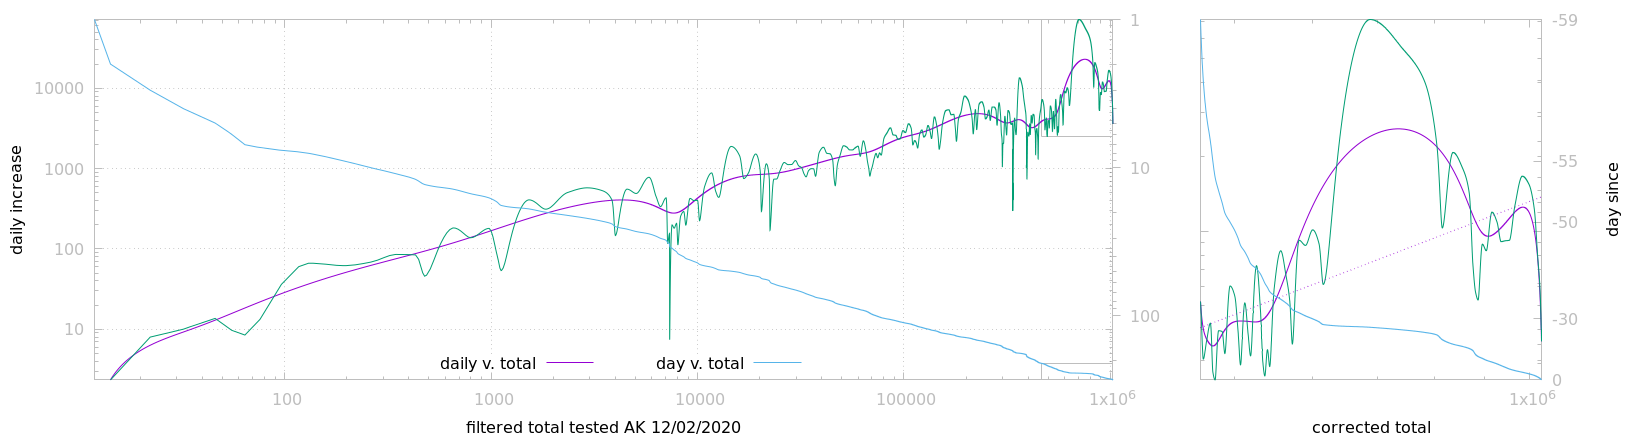 1
-59
10000
-55
daily increase
1000
10
day since
-50
100
-30
10
100
daily v. total
day v. total
0
100
1000
10000
100000
1x10^6
1x10^6
filtered total tested AK 12/02/2020
corrected total